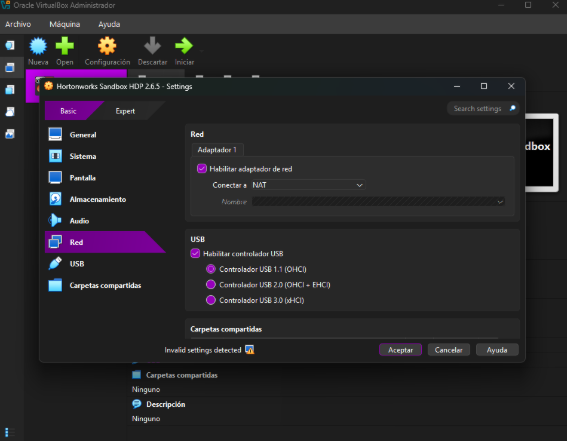 Oracle VirtualBox Administrador
Archivo Máquina Ayuda
Nueva Open Configuración Descartar Iniciar
Hortonworks Sandbox HDP 2.6.5 - Settings
Basic Expert
Search settings
General
Sistema
Pantalla
Almacenamiento
Audio
Red
USB
Carpetas compartidas
Red
Adaptador 1
Habilitar adaptador de red
Conectar a NAT
Nombre
USB
Habilitar controlador USB
Controlador USB 1.1 (OHCI)
Controlador USB 2.0 (OHCI + EHCI)
Controlador USB 3.0 (xHCI)
Carpetas compartidas
Invalid settings detected
Aceptar Cancelar Ayuda
dbox
Carpetas compartidas
Ninguno
Descripción
Ninguno